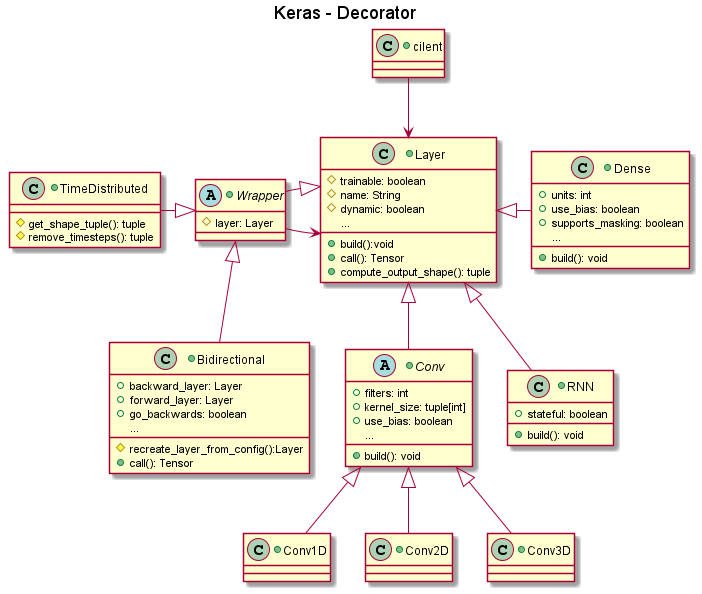 Keras - Decorator
C cilent
C Layer
trainable: boolean
name: String
dynamic: boolean
...
build():void
call(): Tensor
compute_output_shape(): tuple
C TimeDistributed
get_shape_tuple(): tuple
remove_timesteps(): tuple
A Wrapper
layer: Layer
C Dense
units: int
use_bias: boolean
supports_masking: boolean
...
build(): void
C Bidirectional
backward_layer: Layer
forward_layer: Layer
go_backwards: boolean
...
recreate_layer_from_config():Layer
call(): Tensor
A Conv
filters: int
kernel_size: tuple[int]
use_bias: boolean
...
build(): void
C RNN
stateful: boolean
build(): void
C Conv1D
C Conv2D
C Conv3D